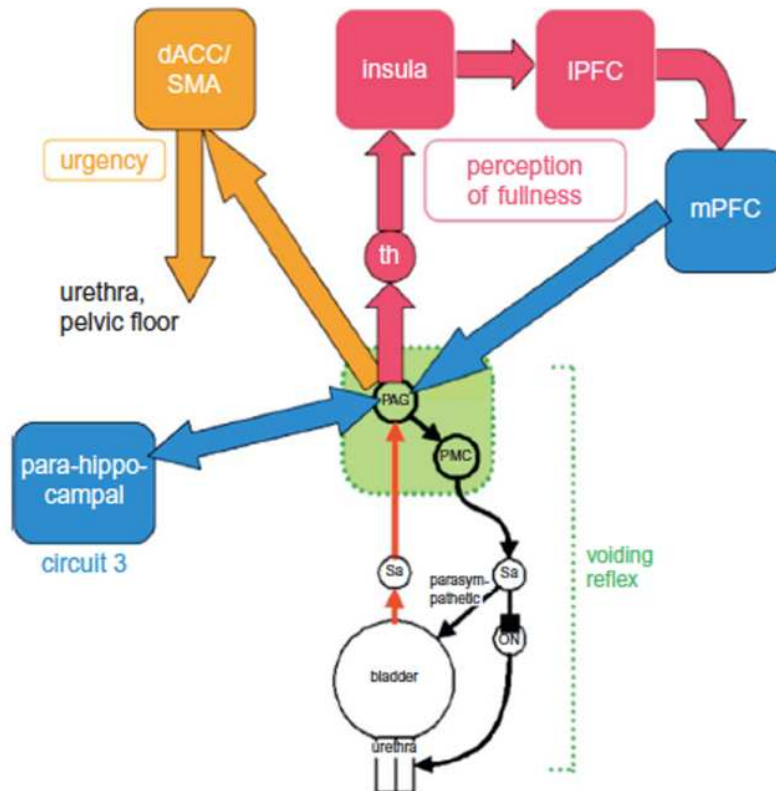 dACC/
SMA
insula
lPFC
urgency
perception
of fullness
mPFC
th
urethra,
pelvic floor
PAG
PMC
para-hippo-
campal
circuit 3
voiding
reflex
Sa
parasym-
pathetic
Sa
ON
bladder
urethra